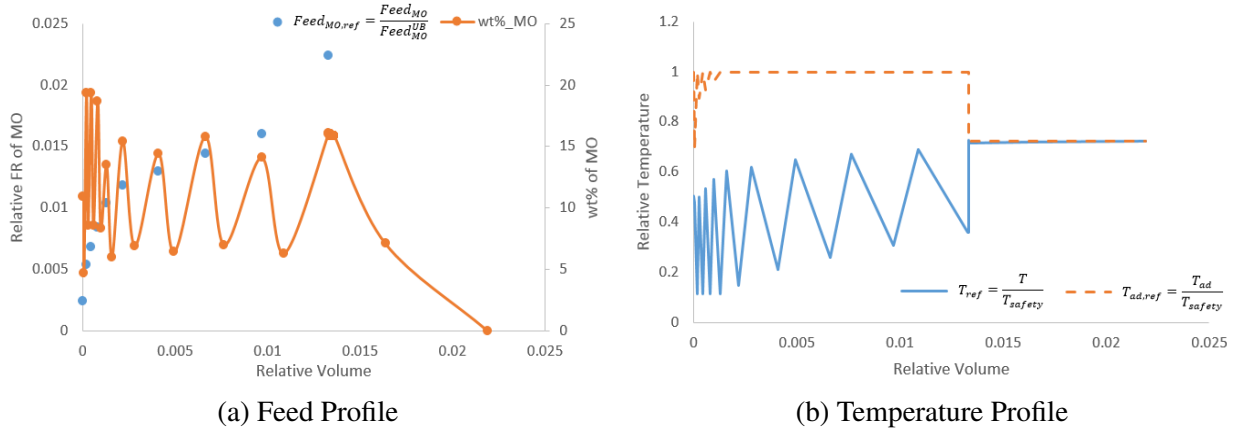 Feed_{MO,ref} = \frac{Feed_{MO}}{Feed_{MO}^{UB}}
wt%_MO
0.025
0.02
0.015
0.01
0.005
0
Relative FR of MO
25
20
15
10
5
0
wt% of MO
0 0.005 0.01 0.015 0.02 0.025
Relative Volume
(a) Feed Profile
1.2
1
0.8
0.6
0.4
0.2
0
Relative Temperature
T_{ref} = \frac{T}{T_{safety}}
T_{ad,ref} = \frac{T_{ad}}{T_{safety}}
0 0.005 0.01 0.015 0.02 0.025
Relative Volume
(b) Temperature Profile